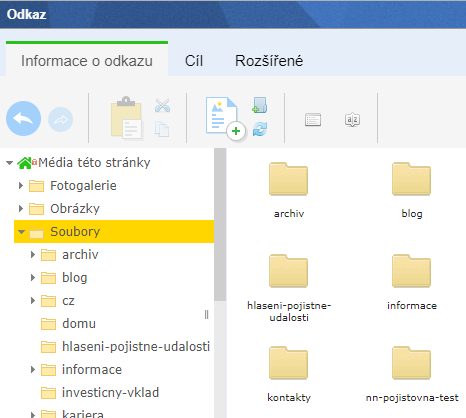 Odkaz
Informace o odkazu
Cíl
Rozšířené
Média této stránky
Fotogalerie
Obrázky
Soubory
archiv
blog
cz
domu
hlaseni-pojistne-udalosti
informace
investicny-vklad
kariera
archiv
blog
hlaseni-pojistne-
udalosti
informace
kontakty
nn-pojistovna-test